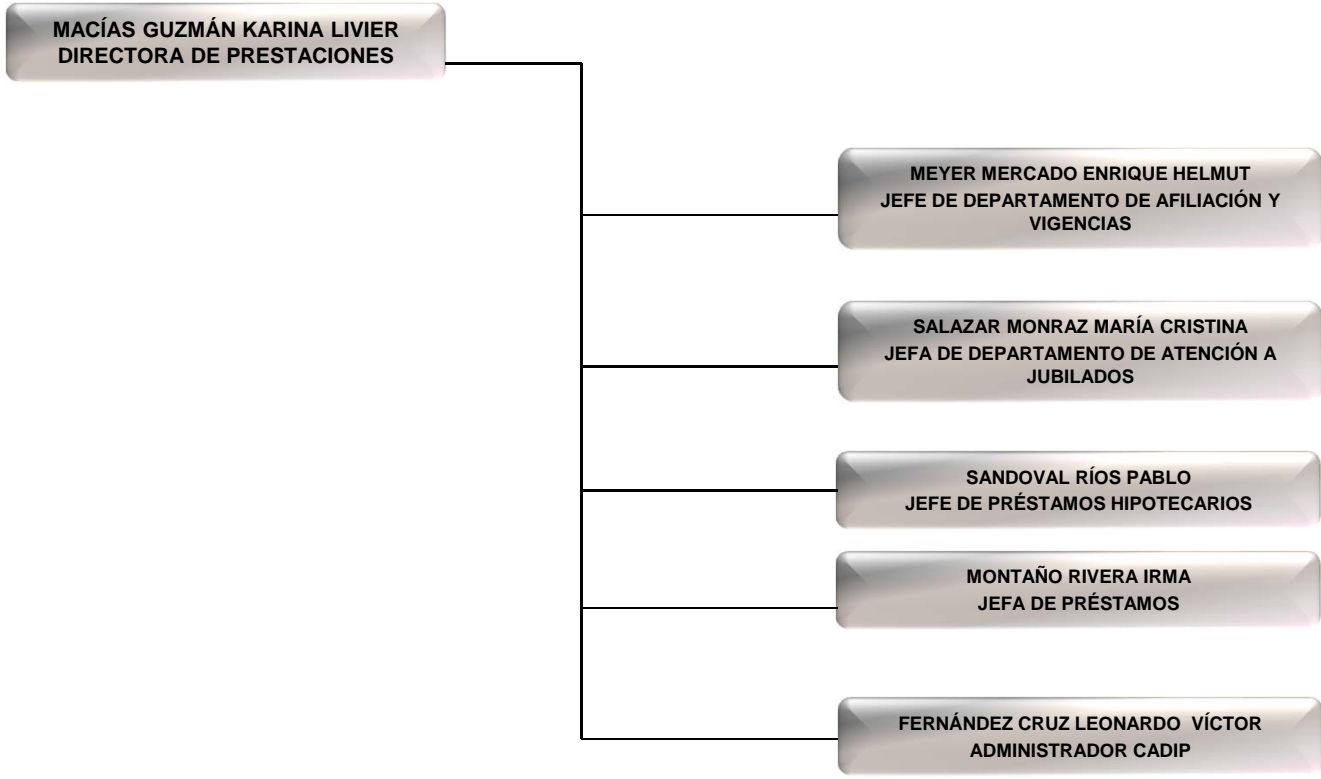 MACÍAS GUZMÁN KARINA LIVIER
DIRECTORA DE PRESTACIONES
MEYER MERCADO ENRIQUE HELMUT
JEFE DE DEPARTAMENTO DE AFILIACIÓN Y
VIGENCIAS
SALAZAR MONRAZ MARÍA CRISTINA
JEFA DE DEPARTAMENTO DE ATENCIÓN A
JUBILADOS
SANDOVAL RÍOS PABLO
JEFE DE PRÉSTAMOS HIPOTECARIOS
MONTAÑO RIVERA IRMA
JEFA DE PRÉSTAMOS
FERNÁNDEZ CRUZ LEONARDO  VÍCTOR
ADMINISTRADOR CADIP